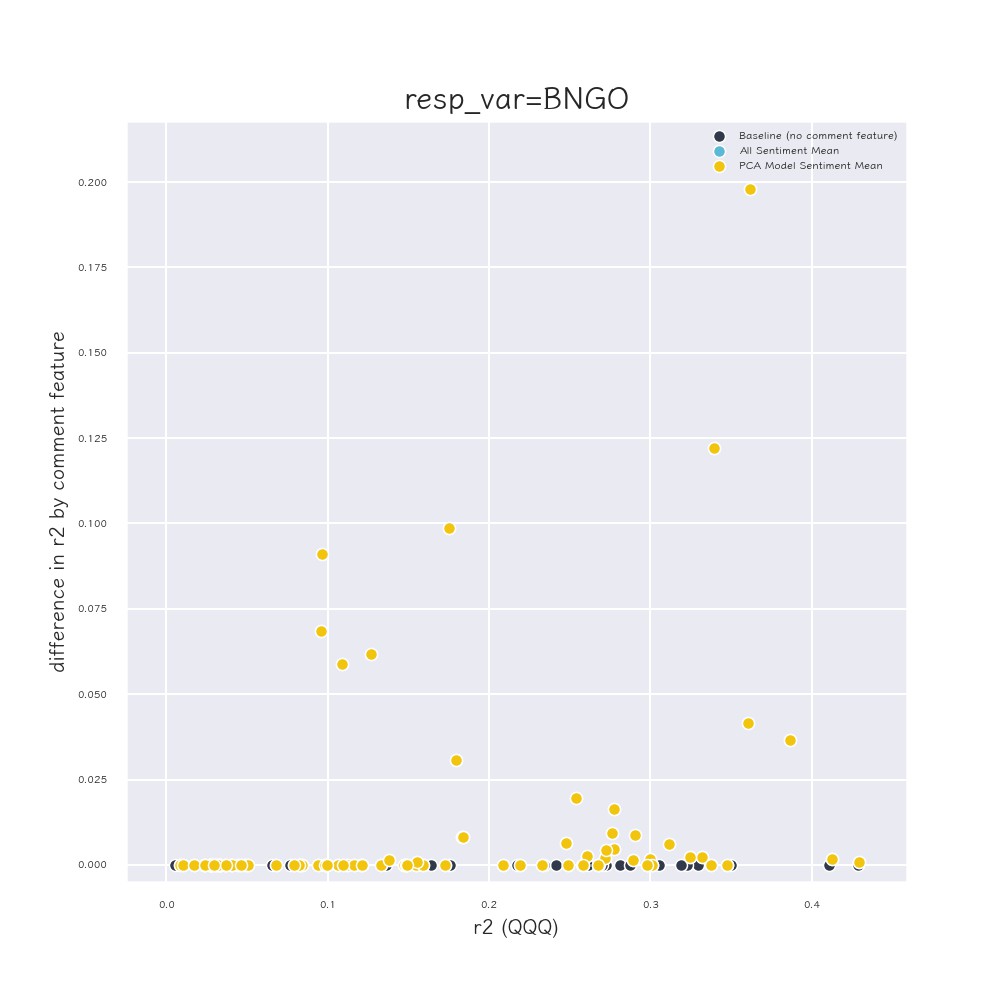 resp_var=BNGO
Baseline (no comment feature)
All Sentiment Mean
PCA Model Sentiment Mean
difference in r2 by comment feature
0.200
0.175
0.150
0.125
0.100
0.075
0.050
0.025
0.000
0.0 0.1 0.2 0.3 0.4
r2 (QQQ)